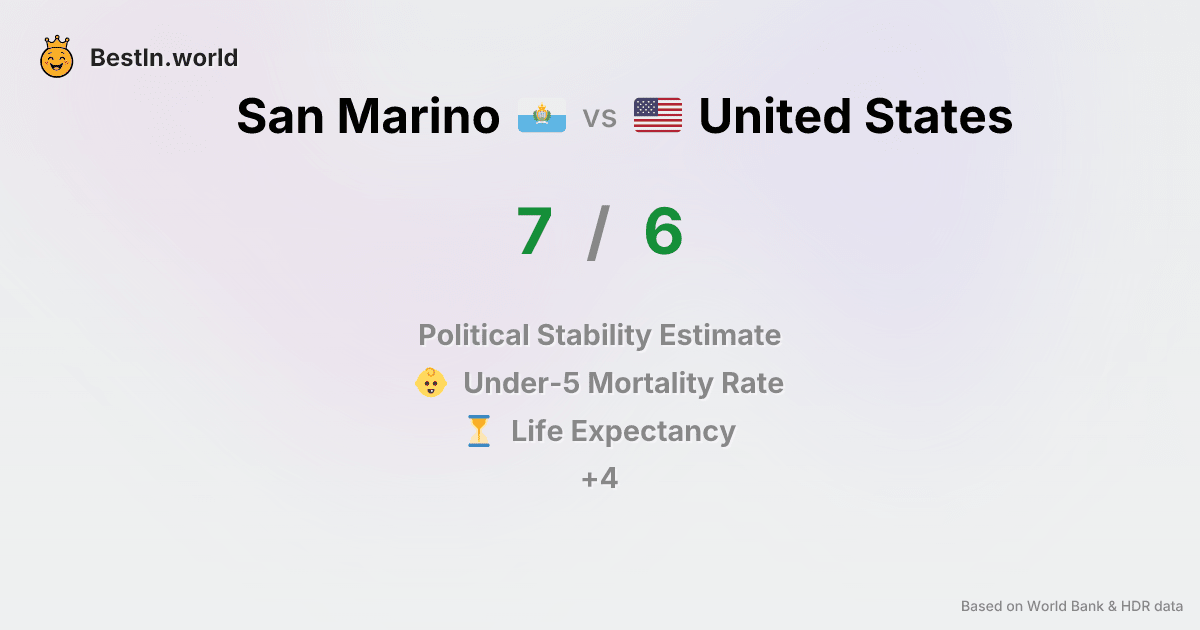 BestIn.world
San Marino vs United States
7 / 6
Political Stability Estimate
Under-5 Mortality Rate
Life Expectancy
+4
Based on World Bank & HDR data